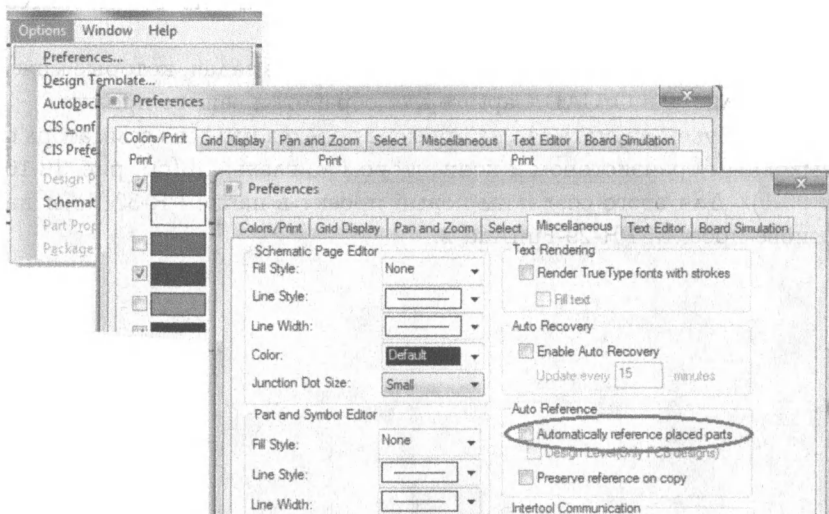 Options Window Help
Preferences...
Design Template...
Autobac
CIS Conf
CIS Prefe
Design P
Schemat
Part Prop
Package
Preferences
Colors/Print Grid Display Pan and Zoom Select Miscellaneous Text Editor Board Simulation
Print Print Print
Preferences
Colors/Print Grid Display Pan and Zoom Select Miscellaneous Text Editor Board Simulation
Schematic Page Editor
Fill Style: None
Line Style:
Line Width:
Color: Default
Junction Dot Size: Small
Part and Symbol Editor
Fill Style: None
Line Style:
Line Width:
Text Rendering
Render TrueType fonts with strokes
Fill text
Auto Recovery
Enable Auto Recovery
Update every 15 minutes
Auto Reference
Automatically reference placed parts
Design Level(Only PCB designs)
Preserve reference on copy
Intertool Communication